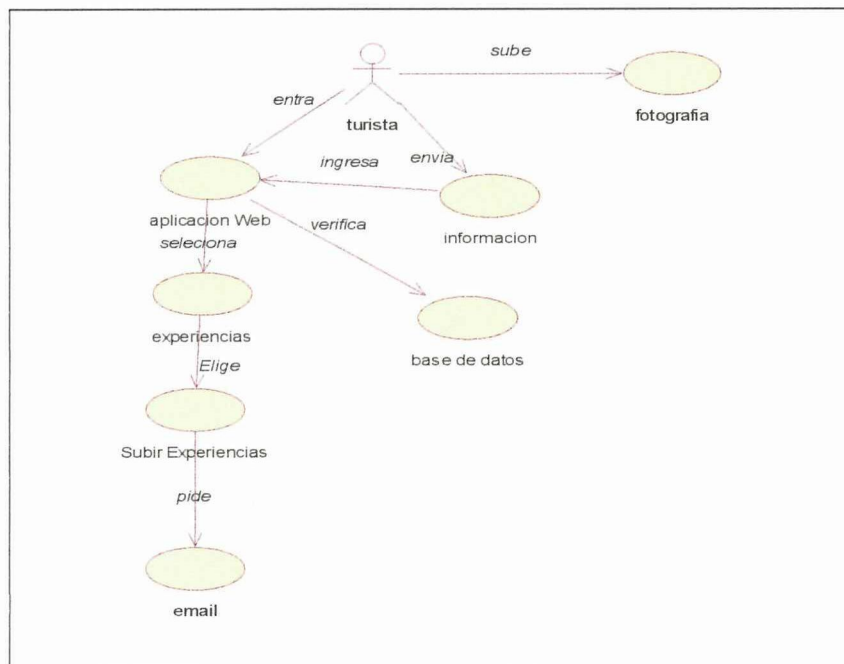 sube
fotografia
entra
turista
ingresa
envia
aplicacion Web
verifica
informacion
seleciona
experiencias
base de datos
Elige
Subir Experiencias
pide
email